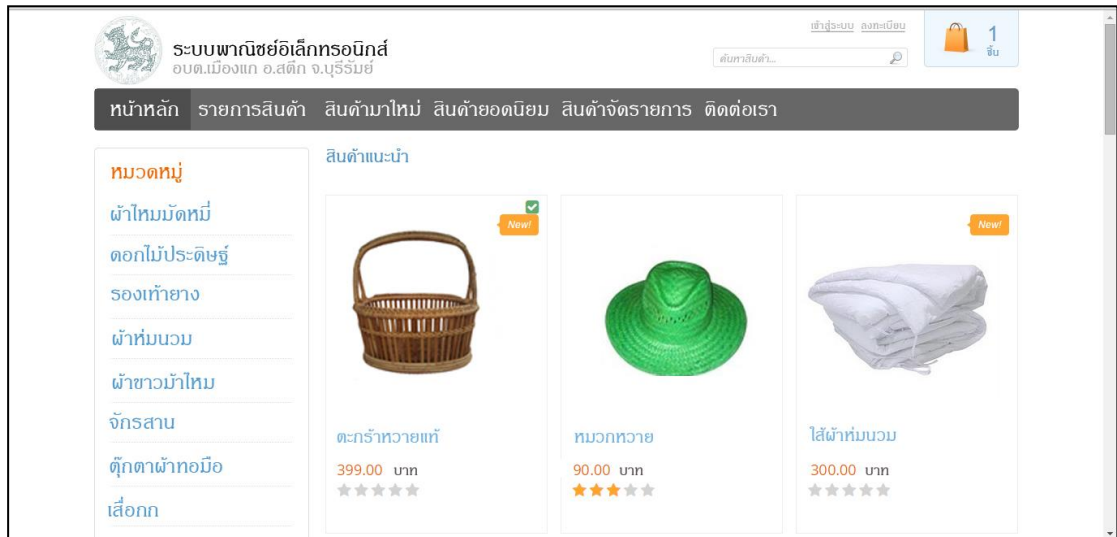 ระบบพาณิชย์อิเล็กทรอนิกส์
อบต.เมืองแก อ.สตึก จ.บุรีรัมย์
เข้าสู่ระบบ ลงทะเบียน
ค้นหาสินค้า...
1
ชิ้น
หน้าหลัก รายการสินค้า สินค้ามาใหม่ สินค้ายอดนิยม สินค้าจัดรายการ ติดต่อเรา
หมวดหมู่
ผ้าไหมมัดหมี่
ดอกไม้ประดิษฐ์
รองเท้ายาง
ผ้าห่มนวม
ผ้าขาวม้าไหม
จักรสาน
ตุ๊กตาผ้าทอมือ
เสื่อกก
สินค้าแนะนำ
New!
ตะกร้าหวายแท้
399.00 บาท
หมวกหวาย
90.00 บาท
New!
ไส้ผ้าห่มนวม
300.00 บาท